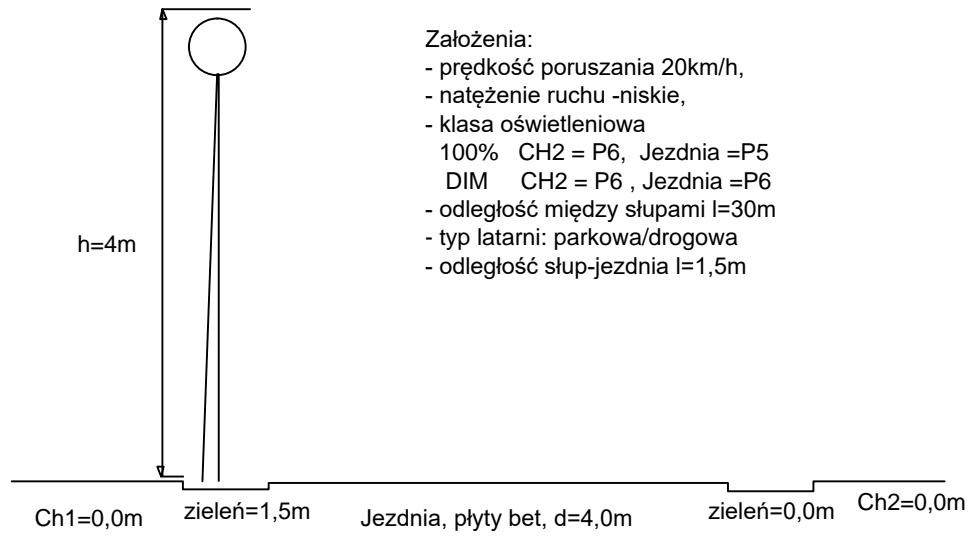 Założenia:
- prędkość poruszania 20km/h,
- natężenie ruchu -niskie,
- klasa oświetleniowa
100% CH2 = P6, Jezdnia =P5
DIM CH2 = P6 , Jezdnia =P6
- odległość między słupami l=30m
- typ latarni: parkowa/drogowa
- odległość słup-jezdnia l=1,5m
h=4m
Ch1=0,0m
zieleń=1,5m
Jezdnia, płyty bet, d=4,0m
zieleń=0,0m
Ch2=0,0m